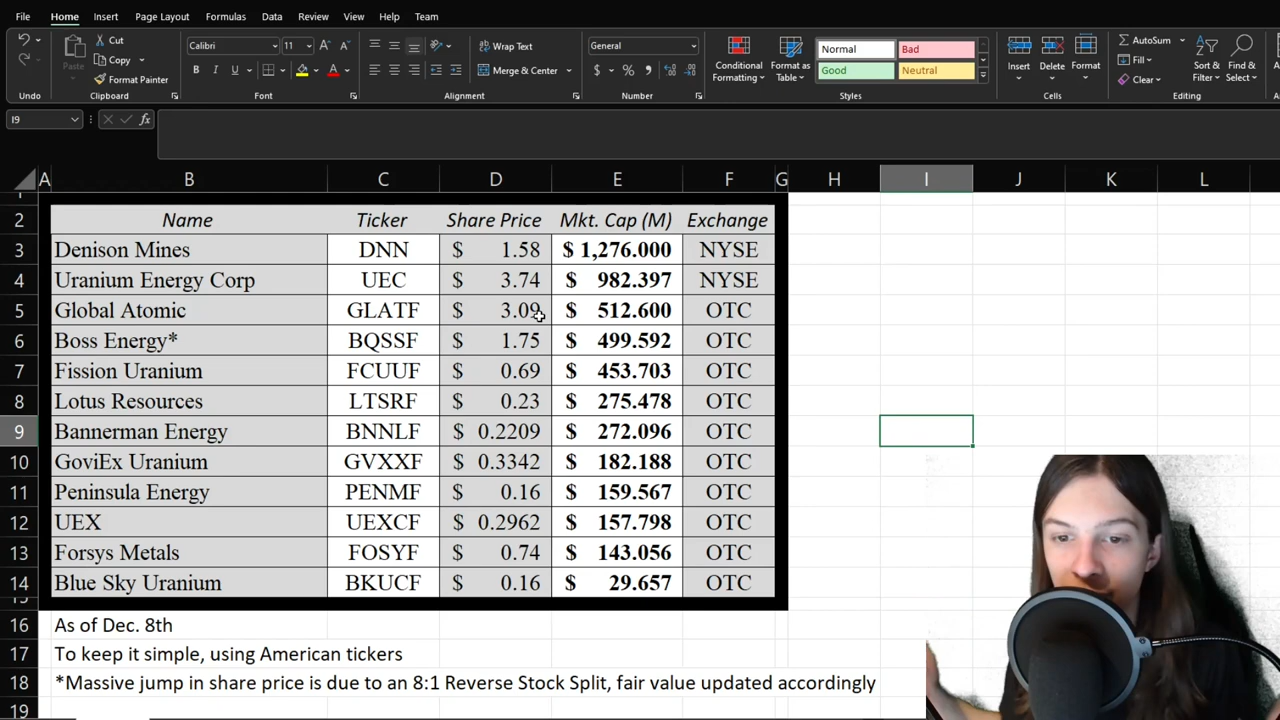 File Home Insert Page Layout Formulas Data Review View Help Team
Cut
Copy
Format Painter
Paste
Calibri 11
B I U
Wrap Text
Merge & Center
General
$ % ,
Conditional Formatting
Format as Table
Normal Bad
Good Neutral
Insert Delete Format
AutoSum
Fill
Clear
Sort & Filter
Find & Select
Undo Clipboard Font Alignment Number Styles Cells Editing
I9 fx
A B C D E F G H I J K L
2 Name Ticker Share Price Mkt. Cap (M) Exchange
3 Denison Mines DNN $ 1.58 $ 1,276.000 NYSE
4 Uranium Energy Corp UEC $ 3.74 $ 982.397 NYSE
5 Global Atomic GLATF $ 3.09 $ 512.600 OTC
6 Boss Energy* BQSSF $ 1.75 $ 499.592 OTC
7 Fission Uranium FCUUF $ 0.69 $ 453.703 OTC
8 Lotus Resources LTSRF $ 0.23 $ 275.478 OTC
9 Bannerman Energy BNNLF $ 0.2209 $ 272.096 OTC
10 GoviEx Uranium GVXXF $ 0.3342 $ 182.188 OTC
11 Peninsula Energy PENMF $ 0.16 $ 159.567 OTC
12 UEX UEXCF $ 0.2962 $ 157.798 OTC
13 Forsys Metals FOSYF $ 0.74 $ 143.056 OTC
14 Blue Sky Uranium BKUCF $ 0.16 $ 29.657 OTC
16 As of Dec. 8th
17 To keep it simple, using American tickers
18 *Massive jump in share price is due to an 8:1 Reverse Stock Split, fair value updated accordingly
19